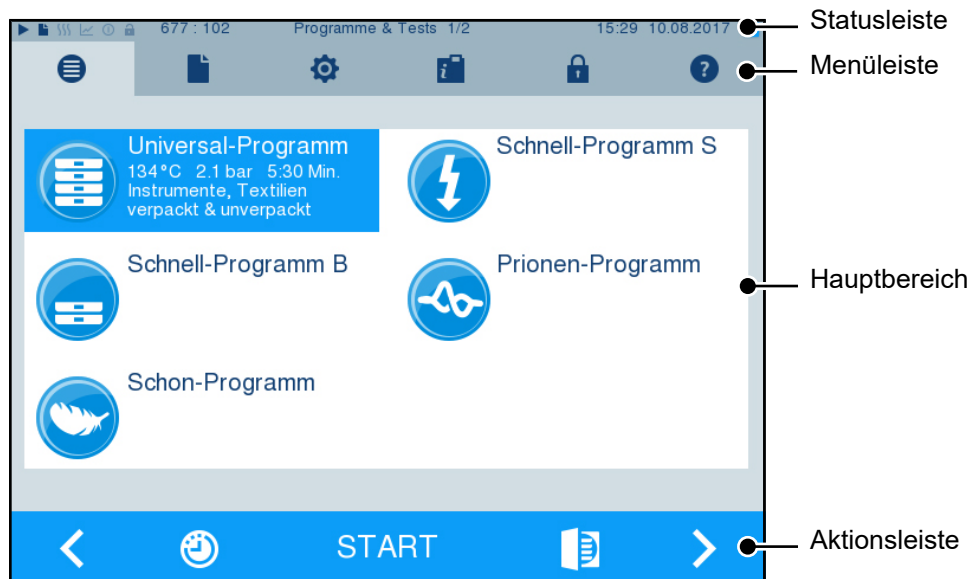 677 : 102 Programme & Tests 1/2 15:29 10.08.2017
Statusleiste
Menüleiste
Universal-Programm
134°C 2.1 bar 5:30 Min.
Instrumente, Textilien
verpackt & unverpackt
Schnell-Programm S
Schnell-Programm B
Prionen-Programm
Hauptbereich
Schon-Programm
START
Aktionsleiste